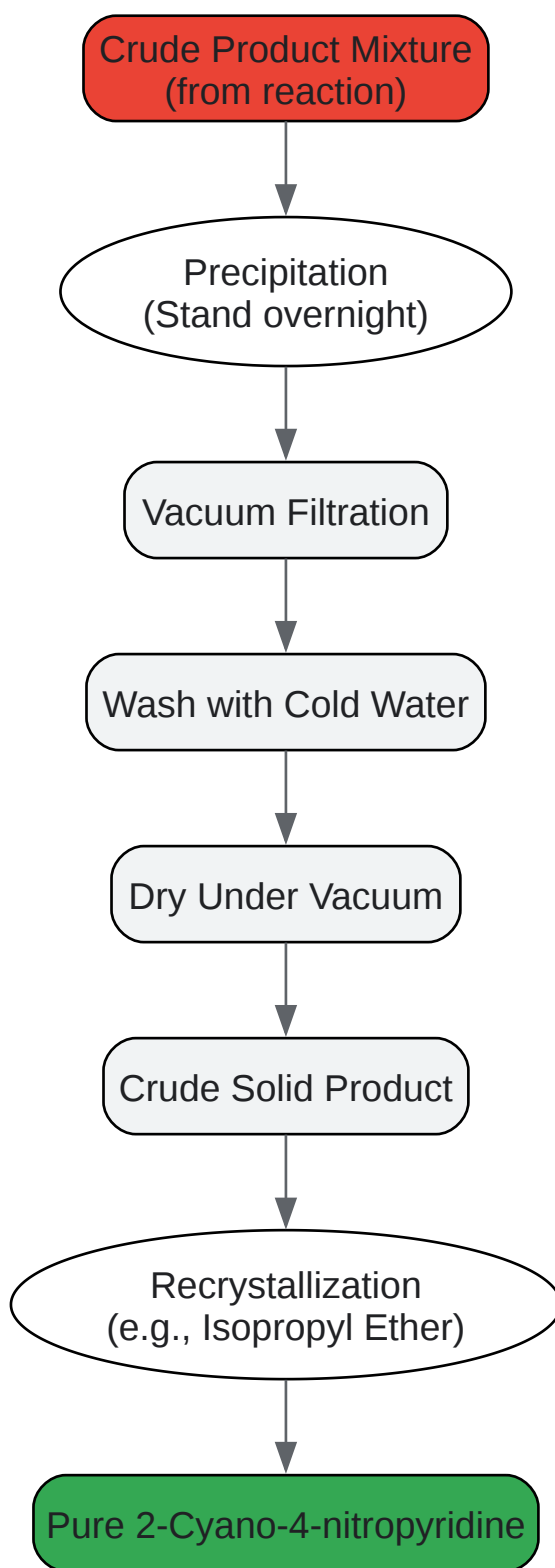 Crude Product Mixture
(from reaction)
Precipitation
(Stand overnight)
Vacuum Filtration
Wash with Cold Water
Dry Under Vacuum
Crude Solid Product
Recrystallization
(e.g., Isopropyl Ether)
Pure 2-Cyano-4-nitropyridine